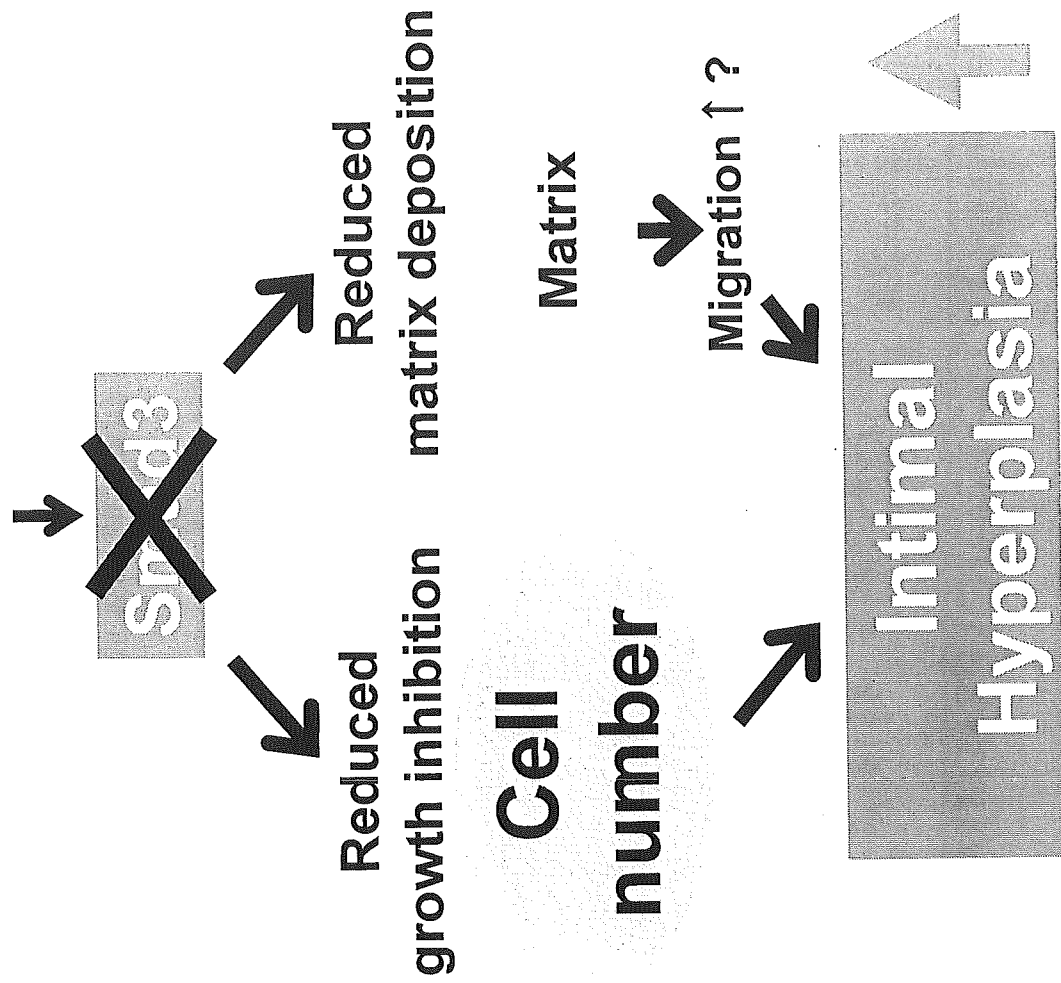 Smad3
Reduced
growth inhibition
Cell
number
Reduced
matrix deposition
Matrix
Migration ↑ ?
Intimal
Hyperplasia